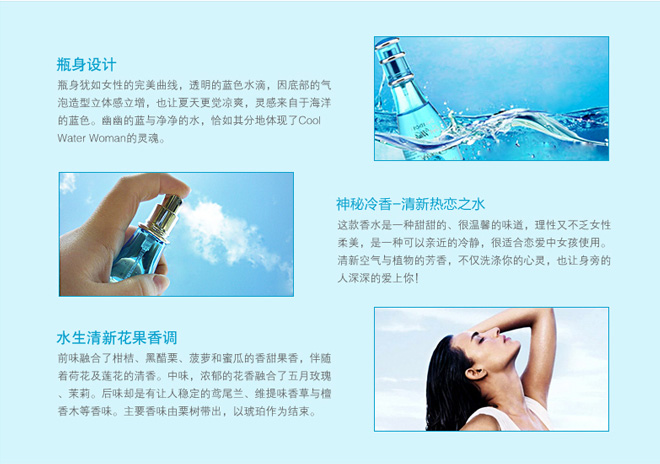 瓶身设计
瓶身犹如女性的完美曲线，透明的蓝色水滴，因底部的气
泡造型立体感立增，也让夏天更觉凉爽，灵感来自于海洋
的蓝色。幽幽的蓝与净净的水，恰如其分地体现了Cool
Water Woman的灵魂。
神秘冷香-清新热恋之水
这款香水是一种甜甜的、很温馨的味道，理性又不乏女性
柔美，是一种可以亲近的冷静，很适合恋爱中女孩使用。
清新空气与植物的芳香，不仅洗涤你的心灵，也让身旁的
人深深的爱上你！
水生清新花果香调
前味融合了柑桔、黑醋栗、菠萝和蜜瓜的香甜果香，伴随
着荷花及莲花的清香。中味，浓郁的花香融合了五月玫瑰
、茉莉。后味却是有让人稳定的鸢尾兰、维提味香草与檀
香木等香味。主要香味由栗树带出，以琥珀作为结束。